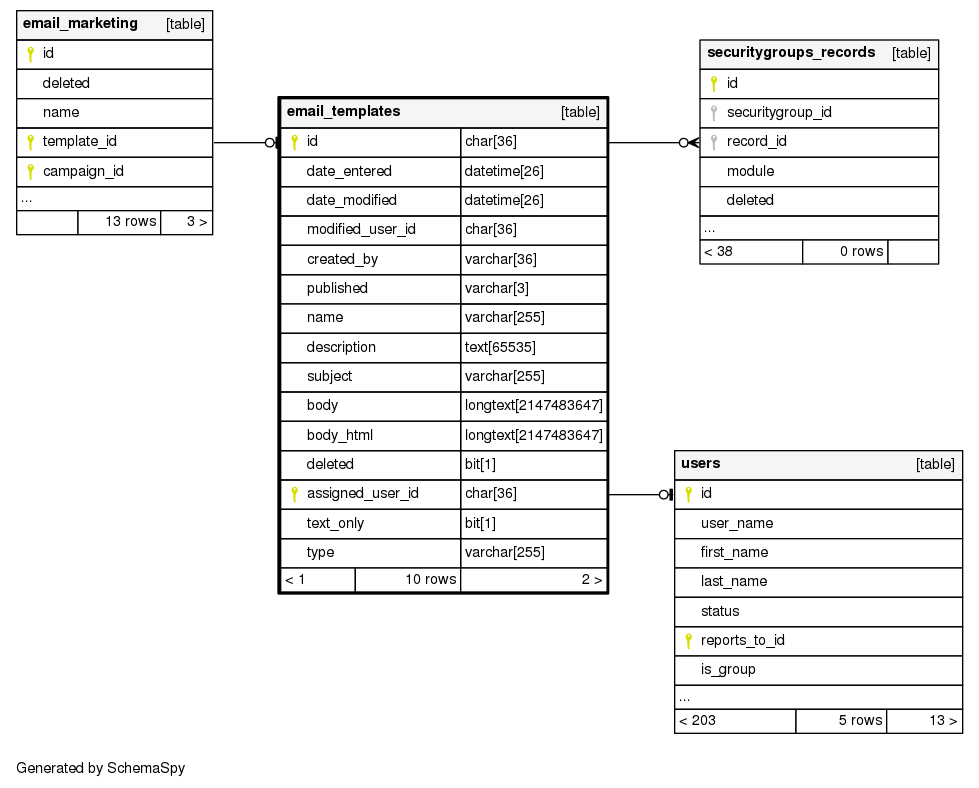 email_marketing [table]
id
deleted
name
template_id
campaign_id
...
13 rows 3 >
email_templates [table]
id char[36]
date_entered datetime[26]
date_modified datetime[26]
modified_user_id char[36]
created_by varchar[36]
published varchar[3]
name varchar[255]
description text[65535]
subject varchar[255]
body longtext[2147483647]
body_html longtext[2147483647]
deleted bit[1]
assigned_user_id char[36]
text_only bit[1]
type varchar[255]
< 1 10 rows 2 >
securitygroups_records [table]
id
securitygroup_id
record_id
module
deleted
...
< 38 0 rows
users [table]
id
user_name
first_name
last_name
status
reports_to_id
is_group
...
< 203 5 rows 13 >
Generated by SchemaSpy